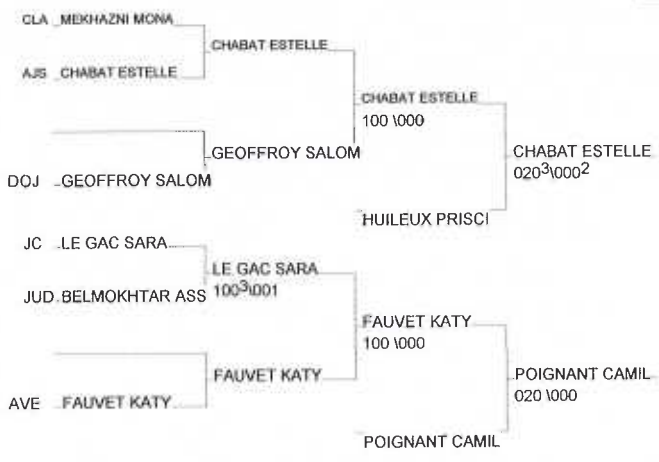 CLA MEKHAZNI MONA
CHABAT ESTELLE
AJS CHABAT ESTELLE
CHABAT ESTELLE
100 \000
GEOFFROY SALOM
CHABAT ESTELLE
020³\000²
DOJ GEOFFROY SALOM
HUILEUX PRISCI
JC LE GAC SARA
LE GAC SARA
100³\001
JUD BELMOKHTAR ASS
FAUVET KATY
100 \000
FAUVET KATY
POIGNANT CAMIL
020 \000
AVE FAUVET KATY
POIGNANT CAMIL